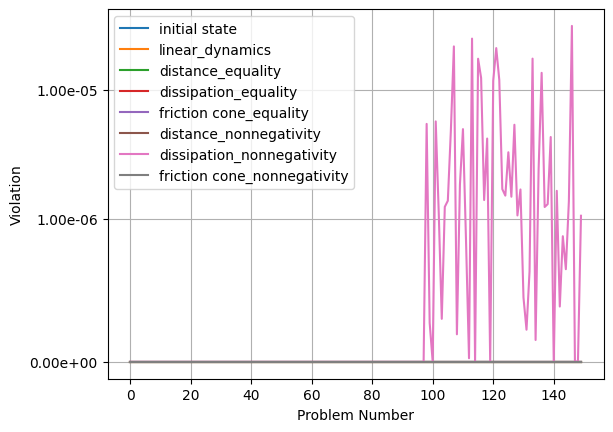 initial state
linear_dynamics
distance_equality
dissipation_equality
friction cone_equality
distance_nonnegativity
dissipation_nonnegativity
friction cone_nonnegativity
1.00e-05
1.00e-06
0.00e+00
Violation
0 20 40 60 80 100 120 140
Problem Number